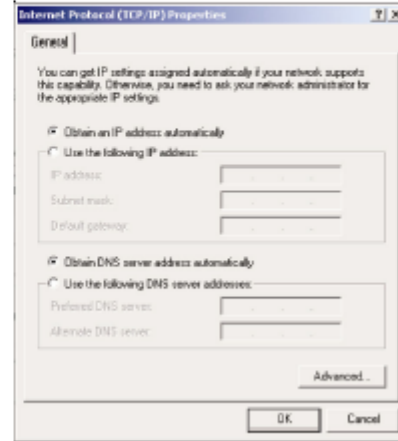 Internet Protocol (TCP/IP) Properties
General
You can get IP settings assigned automatically if your network supports
this capability. Otherwise, you need to ask your network administrator for
the appropriate IP settings.
Obtain an IP address automatically
Use the following IP address:
IP address:
Subnet mask:
Default gateway:
Obtain DNS server address automatically
Use the following DNS server addresses:
Preferred DNS server:
Alternate DNS server:
Advanced...
OK
Cancel